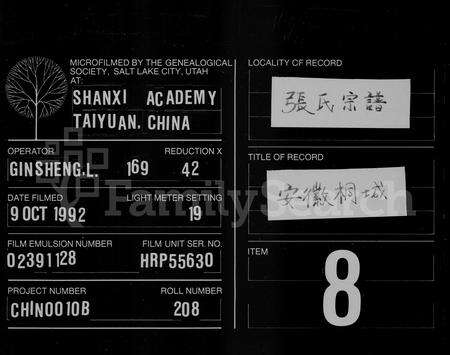 MICROFILMED BY THE GENEALOGICAL
SOCIETY, SALT LAKE CITY, UTAH
AT:
SHANXI ACADEMY
TAIYUAN, CHINA
OPERATOR REDUCTION X
GINSHENG.L. 169 42
DATE FILMED LIGHT METER SETTING
9 OCT 1992 19
FILM EMULSION NUMBER FILM UNIT SER. NO.
02391128 HRP55630
PROJECT NUMBER ROLL NUMBER
CHIN0010B 208
LOCALITY OF RECORD
張氏宗譜
TITLE OF RECORD
安徽桐城
ITEM
8
FamilySearch